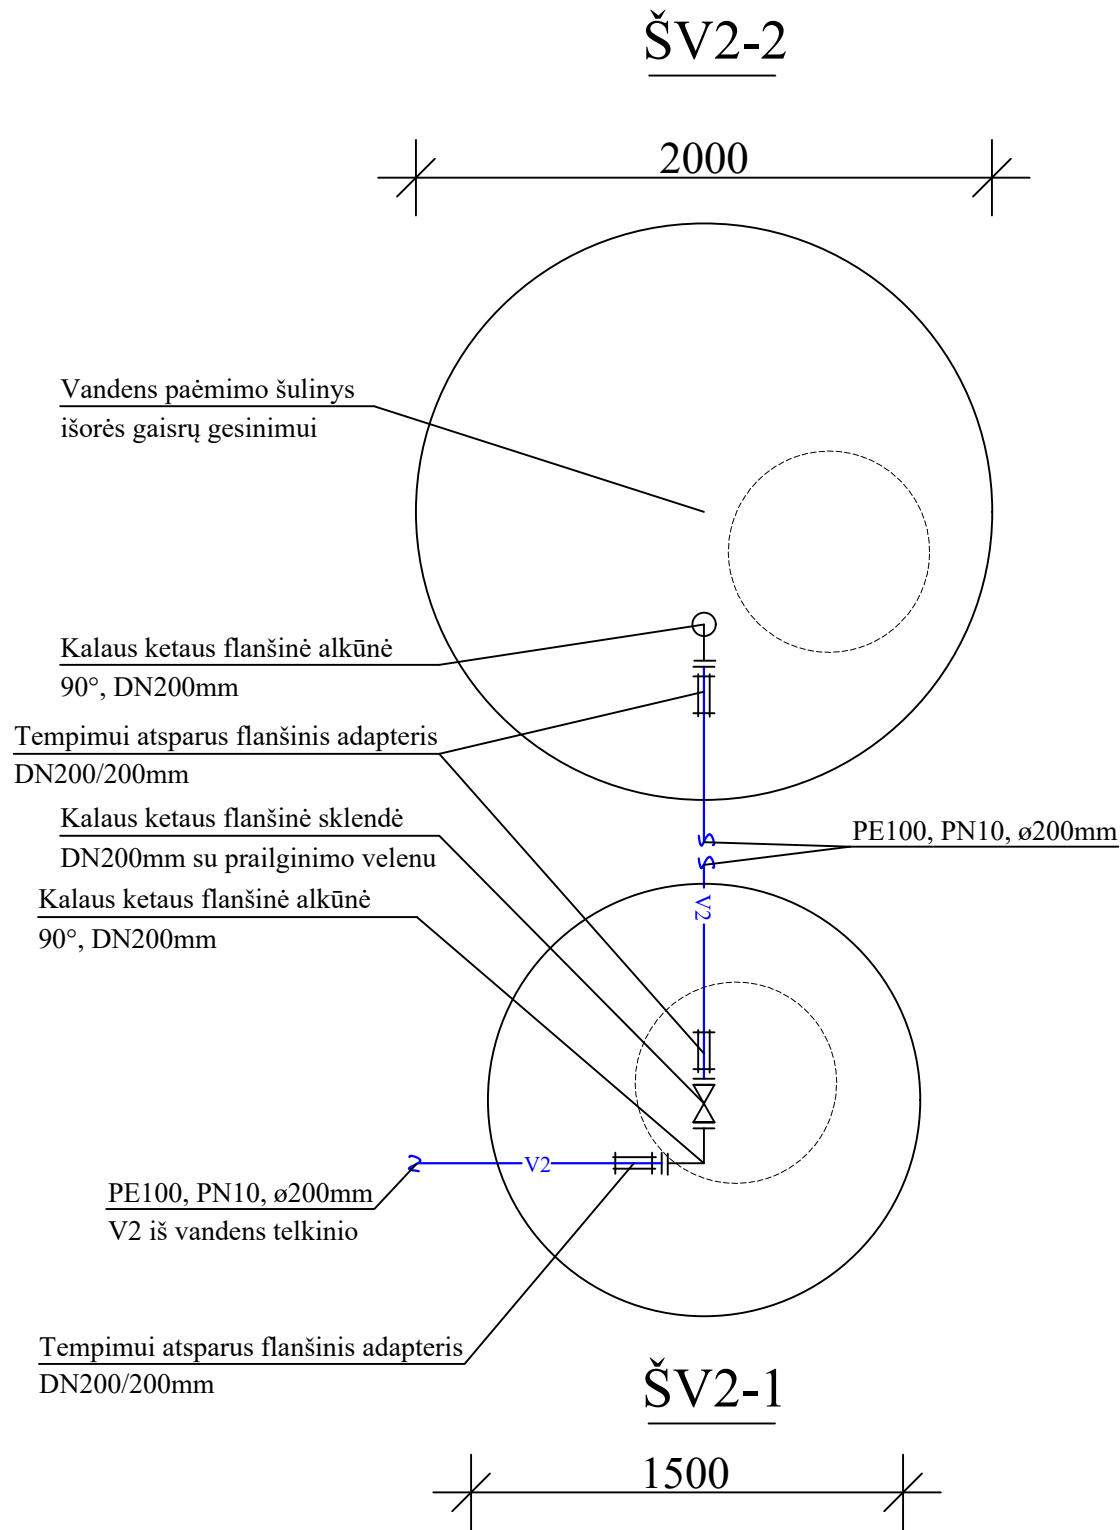 ŠV2-2
2000
Vandens paėmimo šulinys
išorės gaisrų gesinimui
Kalaus ketaus flanšinė alkūnė
90°, DN200mm
Tempimui atsparus flanšinis adapteris
DN200/200mm
Kalaus ketaus flanšinė sklendė
DN200mm su prailginimo velenu
PE100, PN10, ø200mm
Kalaus ketaus flanšinė alkūnė
90°, DN200mm
V2
V2
PE100, PN10, ø200mm
V2 iš vandens telkinio
Tempimui atsparus flanšinis adapteris
DN200/200mm
ŠV2-1
1500